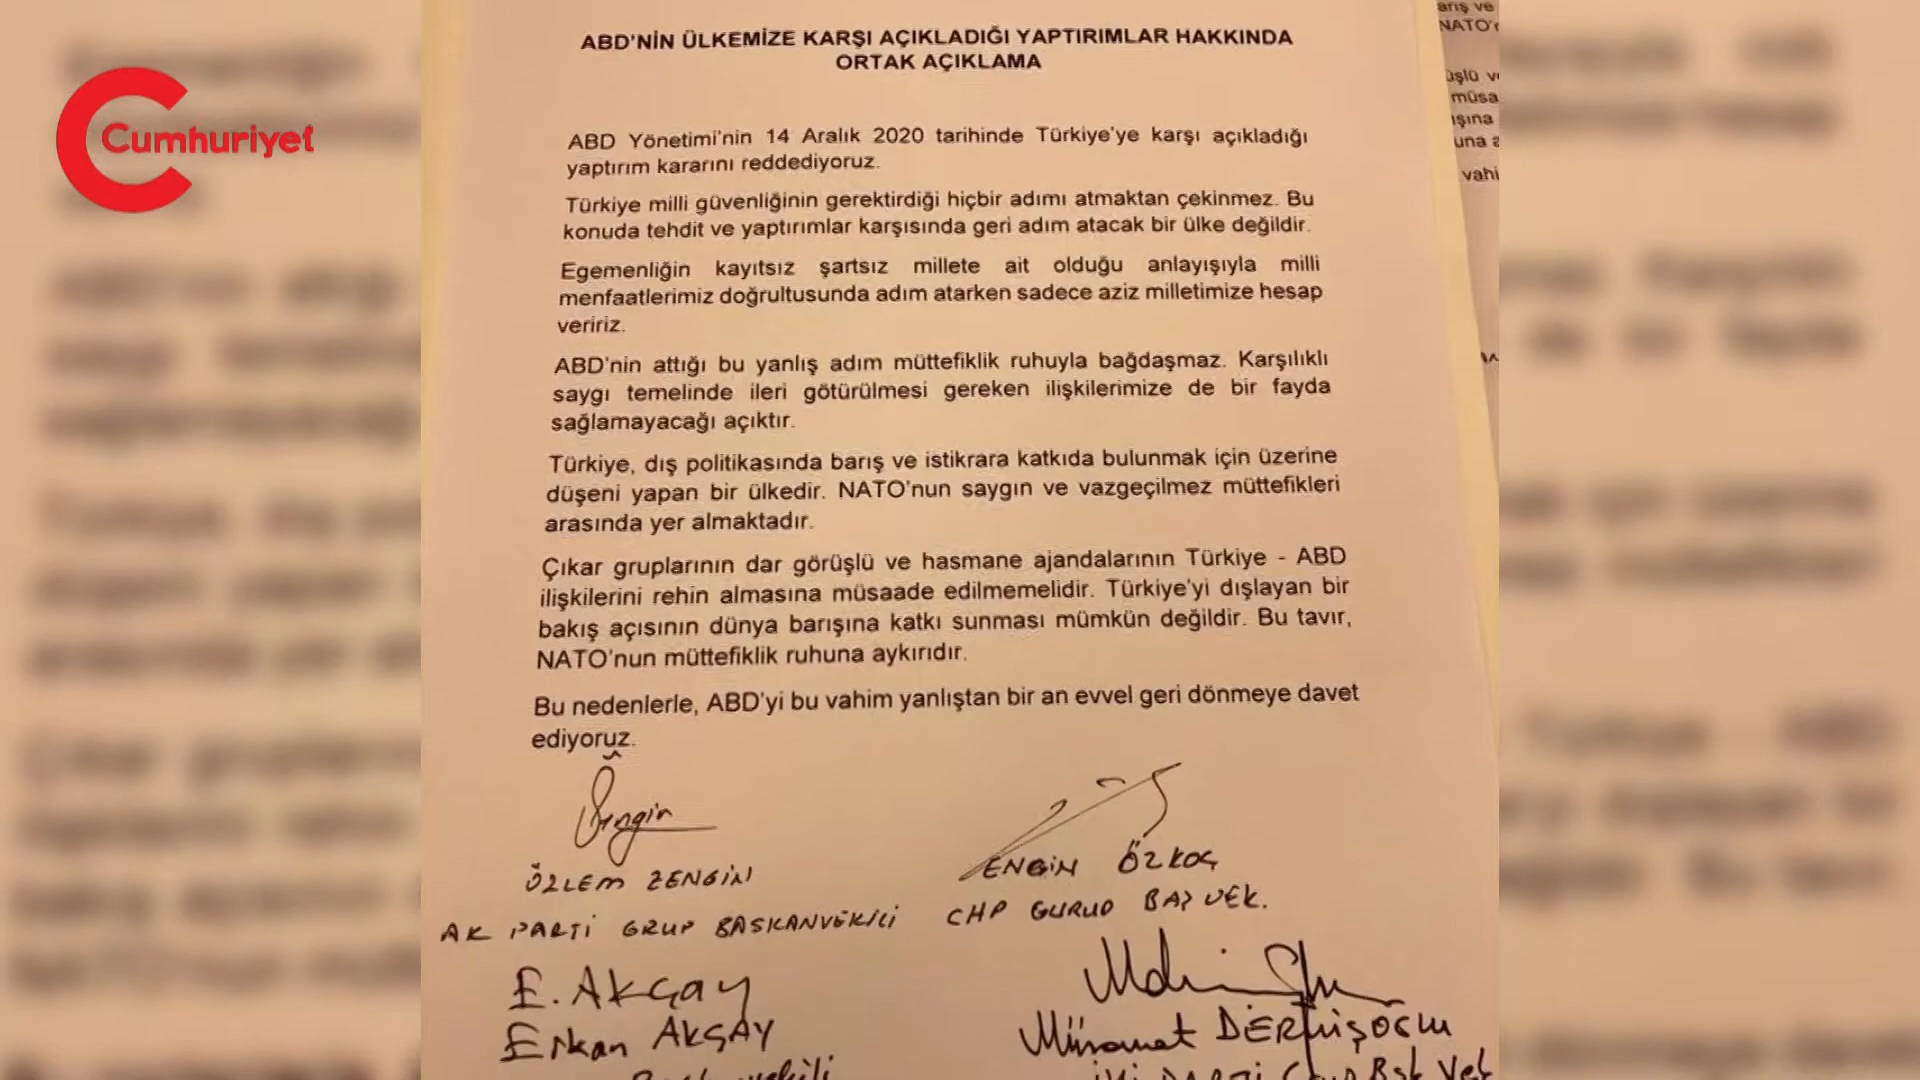 Cumhuriyet
ABD'NİN ÜLKEMİZE KARŞI AÇIKLADIĞI YAPTIRIMLAR HAKKINDA
ORTAK AÇIKLAMA
ABD Yönetimi'nin 14 Aralık 2020 tarihinde Türkiye'ye karşı açıkladığı
yaptırım kararını reddediyoruz.
Türkiye milli güvenliğinin gerektirdiği hiçbir adımı atmaktan çekinmez. Bu
konuda tehdit ve yaptırımlar karşısında geri adım atacak bir ülke değildir.
Egemenliğin kayıtsız şartsız millete ait olduğu anlayışıyla milli
menfaatlerimiz doğrultusunda adım atarken sadece aziz milletimize hesap
veririz.
ABD'nin attığı bu yanlış adım müttefiklik ruhuyla bağdaşmaz. Karşılıklı
saygı temelinde ileri götürülmesi gereken ilişkilerimize de bir fayda
sağlamayacağı açıktır.
Türkiye, dış politikasında barış ve istikrara katkıda bulunmak için üzerine
düşeni yapan bir ülkedir. NATO'nun saygın ve vazgeçilmez müttefikleri
arasında yer almaktadır.
Çıkar gruplarının dar görüşlü ve hasmane ajandalarının Türkiye - ABD
ilişkilerini rehin almasına müsaade edilmemelidir. Türkiye'yi dışlayan bir
bakış açısının dünya barışına katkı sunması mümkün değildir. Bu tavır,
NATO'nun müttefiklik ruhuna aykırıdır.
Bu nedenlerle, ABD'yi bu vahim yanlıştan bir an evvel geri dönmeye davet
ediyoruz.
ÖZLEM ZENGİN
AK PARTİ GRUP BAŞKANVEKİLİ
ENGİN ÖZKOÇ
CHP GURUP BAŞ VEK.
E. Akçay
Erkan AKÇAY
Müsavat DERVİŞOĞLU
İYİ PARTİ Grup Bşk Vek